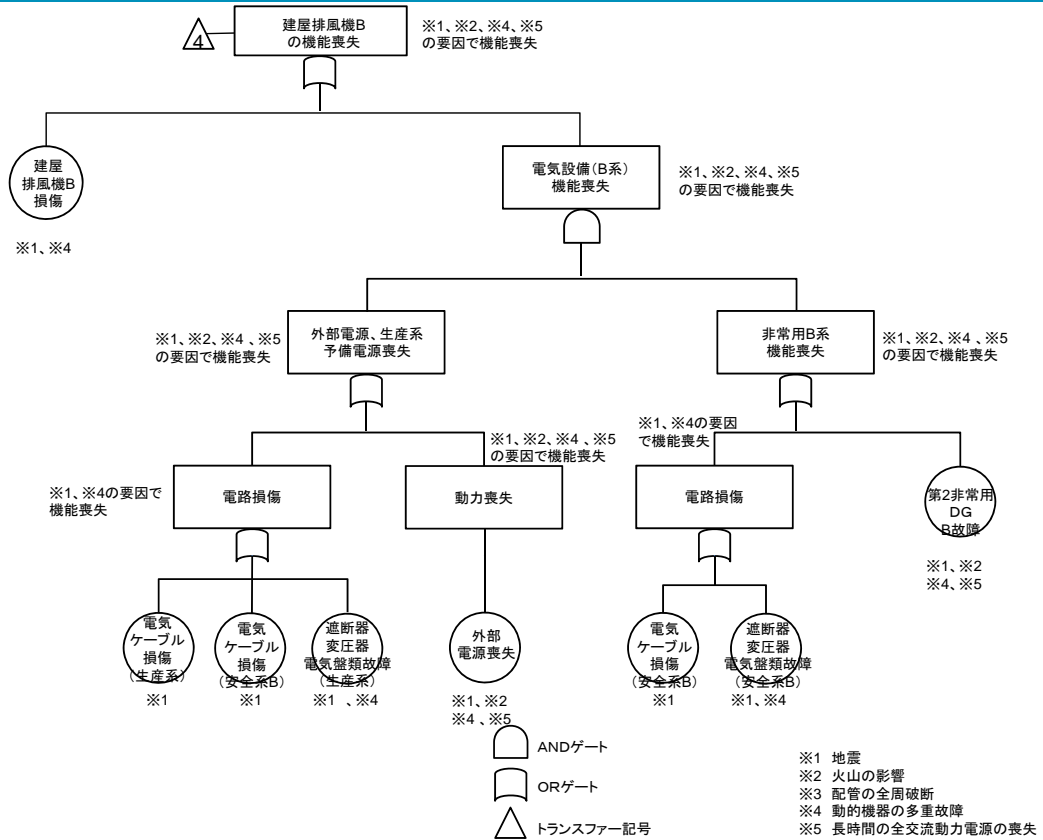 4
建屋排風機B
の機能喪失
※1、※2、※4、※5
の要因で機能喪失
建屋
排風機B
損傷
※1、※4
電気設備(B系)
機能喪失
※1、※2、※4、※5
の要因で機能喪失
※1、※2、※4 、※5
の要因で機能喪失
外部電源、生産系
予備電源喪失
非常用B系
機能喪失
※1、※2、※4 、※5
の要因で機能喪失
※1、※4の要因で
機能喪失
電路損傷
※1、※2、※4 、※5
の要因で機能喪失
動力喪失
※1、※4の要因
で機能喪失
電路損傷
第2非常用
DG
B故障
※1、※2
※4、※5
電気
ケーブル
損傷
(生産系)
※1
電気
ケーブル
損傷
(安全系B)
※1
遮断器
変圧器
電気盤類故障
(生産系)
※1 、※4
外部
電源喪失
※1、※2
※4 、※5
電気
ケーブル
損傷
(安全系B)
※1
遮断器
変圧器
電気盤類故障
(安全系B)
※1、※4
ANDゲート
ORゲート
トランスファー記号
※1 地震
※2 火山の影響
※3 配管の全周破断
※4 動的機器の多重故障
※5 長時間の全交流動力電源の喪失